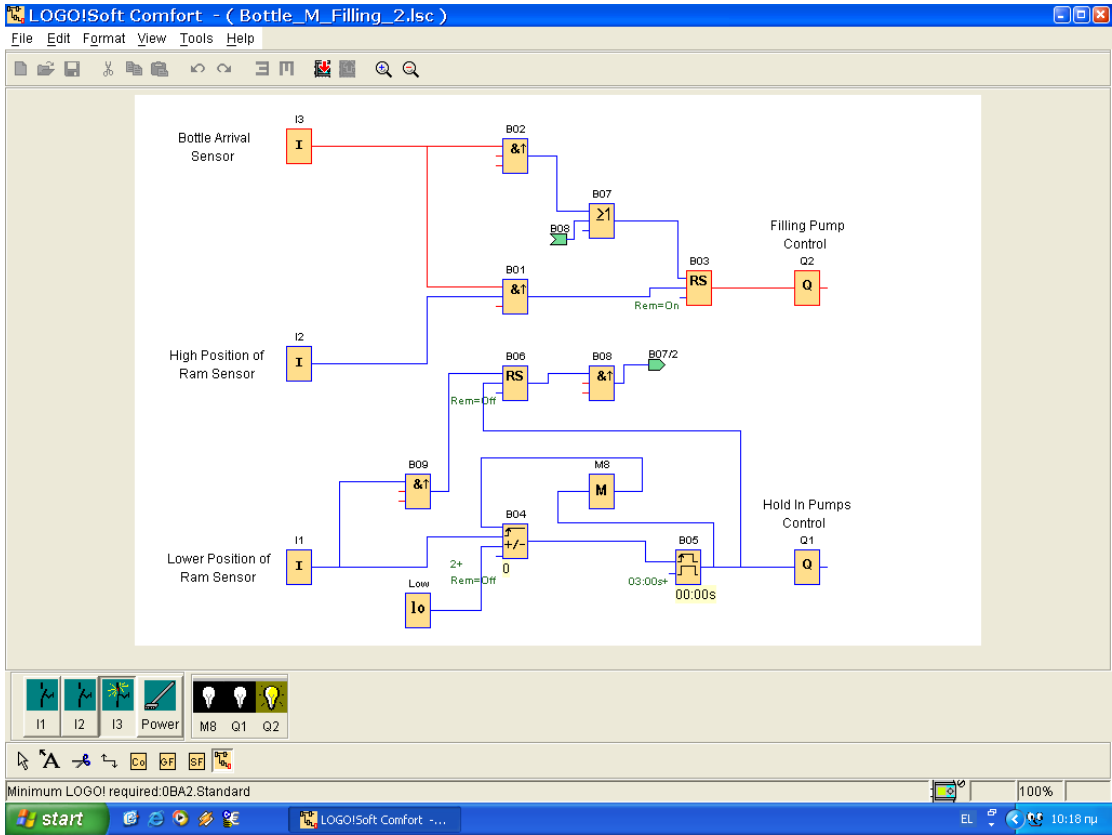 LOGO!Soft Comfort - ( Bottle_M_Filling_2.lsc )
File Edit Format View Tools Help
I3
Bottle Arrival
Sensor
I
B02
&↑
B07
≥1
B08
Filling Pump
Control
B01
&↑
B03
RS
Q2
Q
Rem=On
I2
High Position of
Ram Sensor
I
B06
RS
B08
&↑
B07/2
Rem=Off
B09
&↑
M8
M
Hold In Pumps
Control
B04
+/-
I1
Lower Position of
Ram Sensor
I
2+
Rem=Off
0
B05
03:00s+
00:00s
Q1
Q
Low
lo
I1 I2 I3 Power M8 Q1 Q2
A Co GF SF
Minimum LOGO! required:0BA2.Standard
100%
start
LOGO!Soft Comfort -...
EL
10:18 πμ